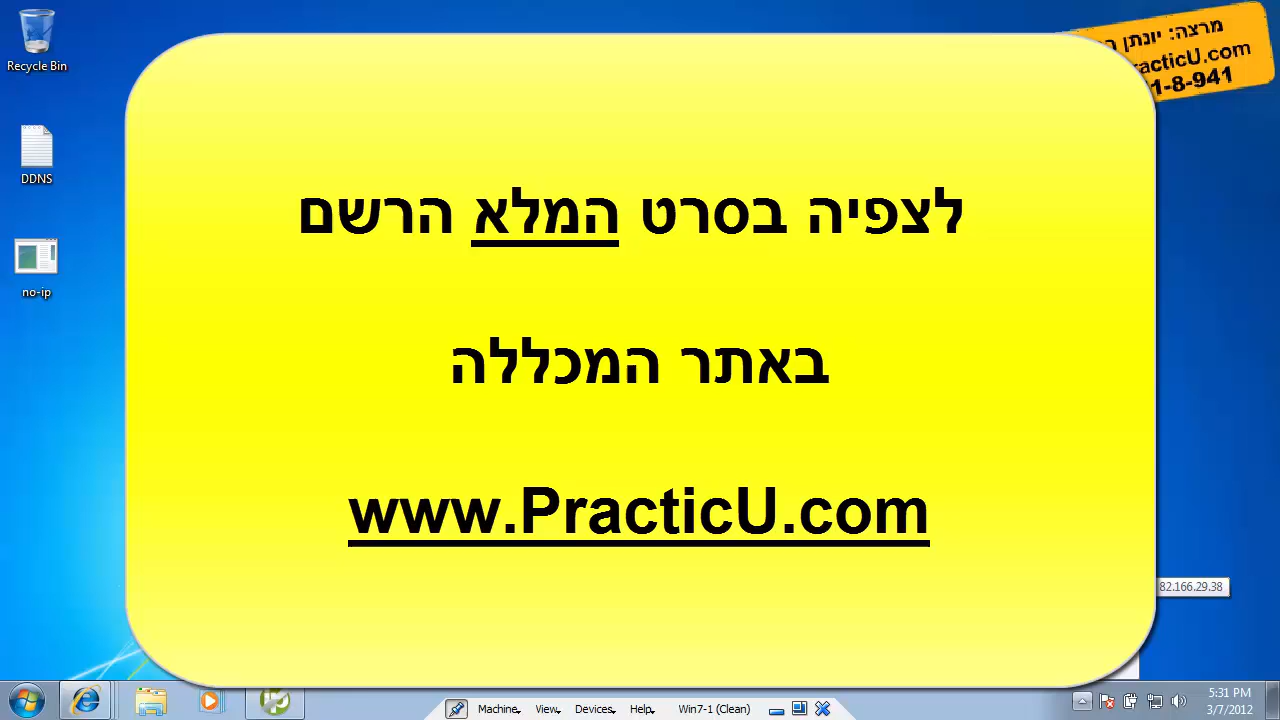 Recycle Bin
DDNS
no-ip
מרצה: יונתן
acticU.com
1-8-941
לצפיה בסרט המלא הרשם
באתר המכללה
www.PracticU.com
82.166.29.38
Machine View Devices Help Win7-1 (Clean)
5:31 PM
3/7/2012